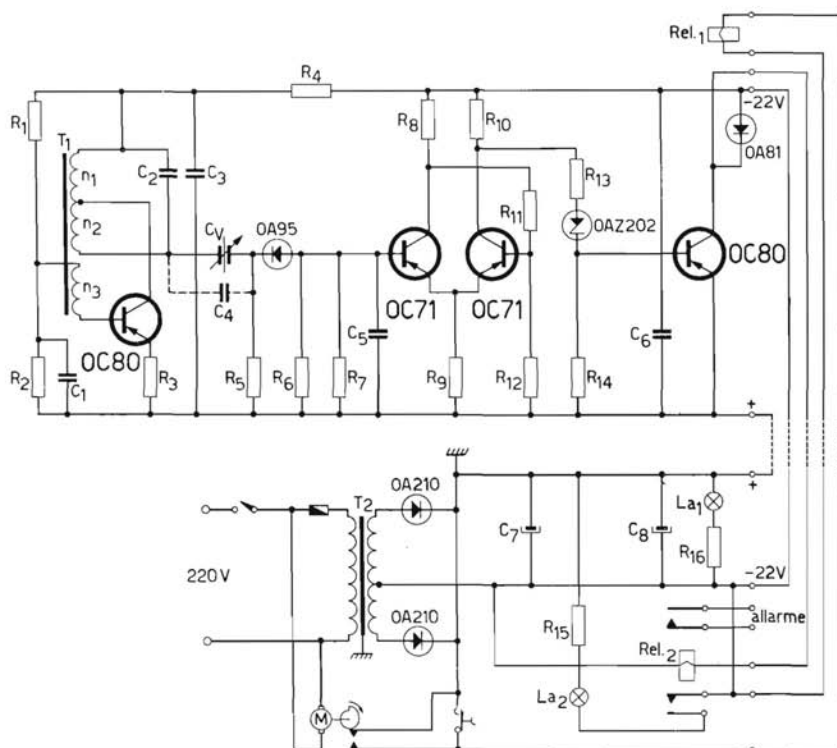 Rel.1
R4
-22V
R1
T1
R8
R10
OA81
n1
C2
C3
R13
n2
CV
OA95
R11
OAZ202
n3
C4
OC71
OC71
OC80
OC80
C5
C6
R2
C1
R3
R5
R6
R7
R9
R12
R14
+
+
OA210
T2
La1
C7
C8
R16
220V
-22V
OA210
R15
allarme
Rel.2
La2
M